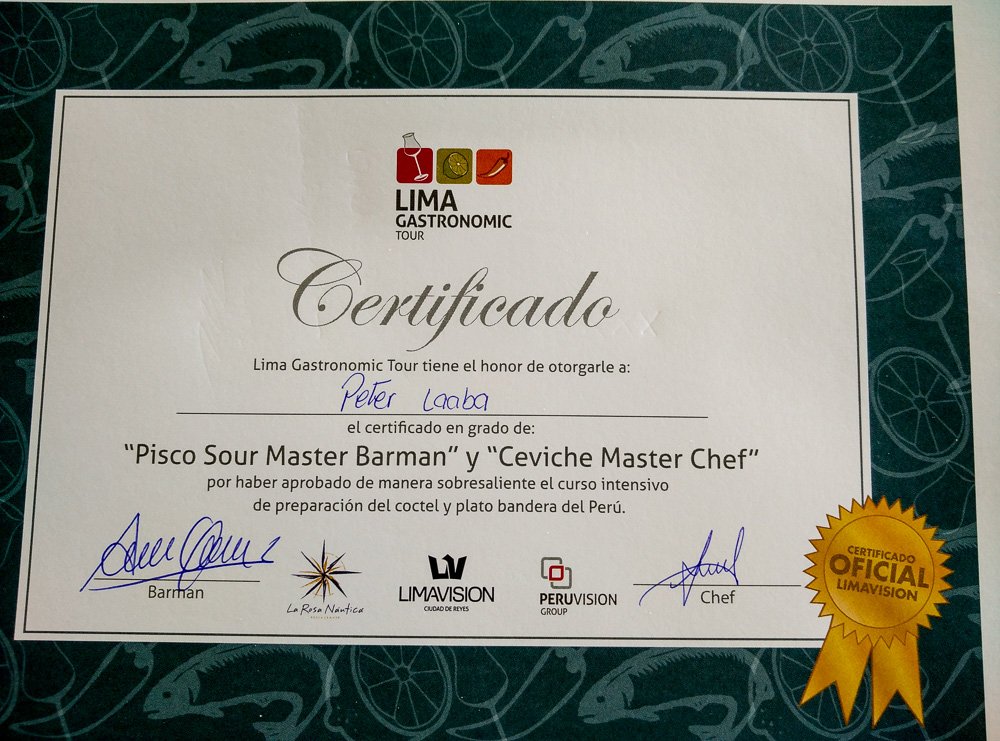 LIMA
GASTRONOMIC
TOUR
Certificado
Lima Gastronomic Tour tiene el honor de otorgarle a:
Peter Laaba
el certificado en grado de:
“Pisco Sour Master Barman” y “Ceviche Master Chef”
por haber aprobado de manera sobresaliente el curso intensivo
de preparación del coctel y plato bandera del Perú.
Barman
La Rosa Náutica
RESTAURANTE
LIMAVISION
CIUDAD DE REYES
PERUVISION
GROUP
Chef
CERTIFICADO
OFICIAL
LIMAVISION